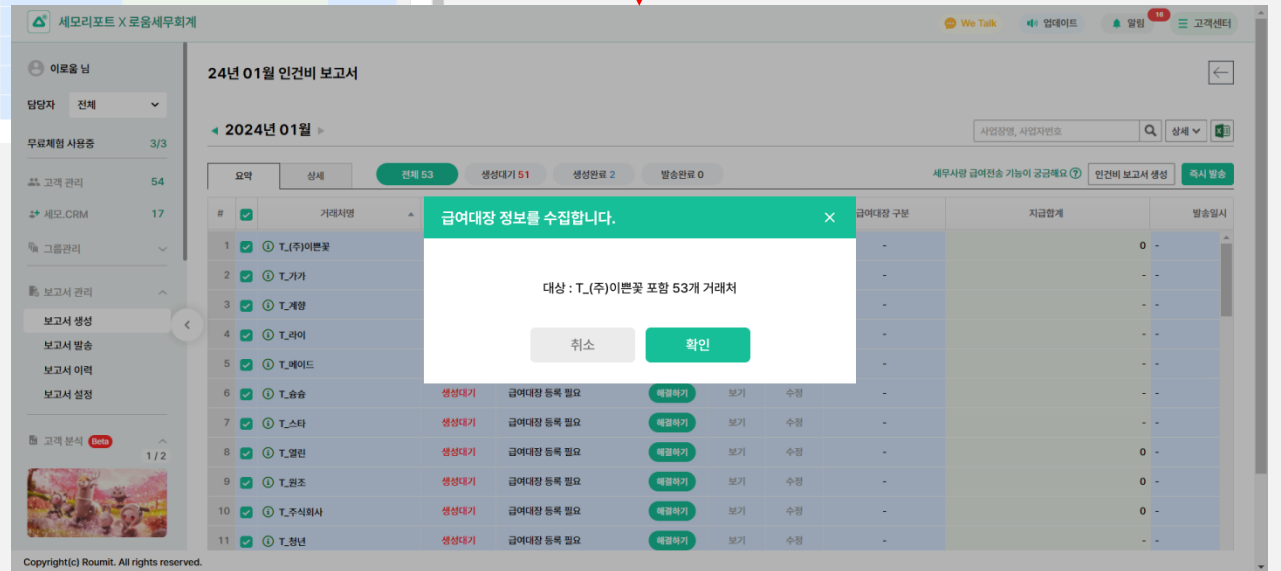 세모리포트 X 로움세무회계
We Talk 업데이트 알림 16 고객센터
이로움 님
담당자 전체
무료체험 사용중 3/3
고객 관리 54
세모.CRM 17
그룹관리
보고서 관리
보고서 생성
보고서 발송
보고서 이력
보고서 설정
고객 분석 Beta
1 / 2
24년 01월 인건비 보고서
2024년 01월
사업장명, 사업자번호 상세
요약 상세 전체 53 생성대기 51 생성완료 2 발송완료 0 세무사랑 급여전송 기능이 궁금해요 ? 인건비 보고서 생성 즉시 발송
# 거래처명 급여대장 구분 지급합계 발송일시
급여대장 정보를 수집합니다.
대상 : T_(주)이쁜꽃 포함 53개 거래처
취소 확인
1 T_(주)이쁜꽃 - 0 -
2 T_가가 - - -
3 T_계향 - - -
4 T_라이 - - -
5 T_메이드 - - -
6 T_슴슴 생성대기 급여대장 등록 필요 해결하기 보기 수정 - - -
7 T_스타 생성대기 급여대장 등록 필요 해결하기 보기 수정 - - -
8 T_열린 생성대기 급여대장 등록 필요 해결하기 보기 수정 - 0 -
9 T_원조 생성대기 급여대장 등록 필요 해결하기 보기 수정 - 0 -
10 T_주식회사 생성대기 급여대장 등록 필요 해결하기 보기 수정 - 0 -
11 T_청년 생성대기 급여대장 등록 필요 해결하기 보기 수정 - - -
Copyright(c) Roumit. All rights reserved.